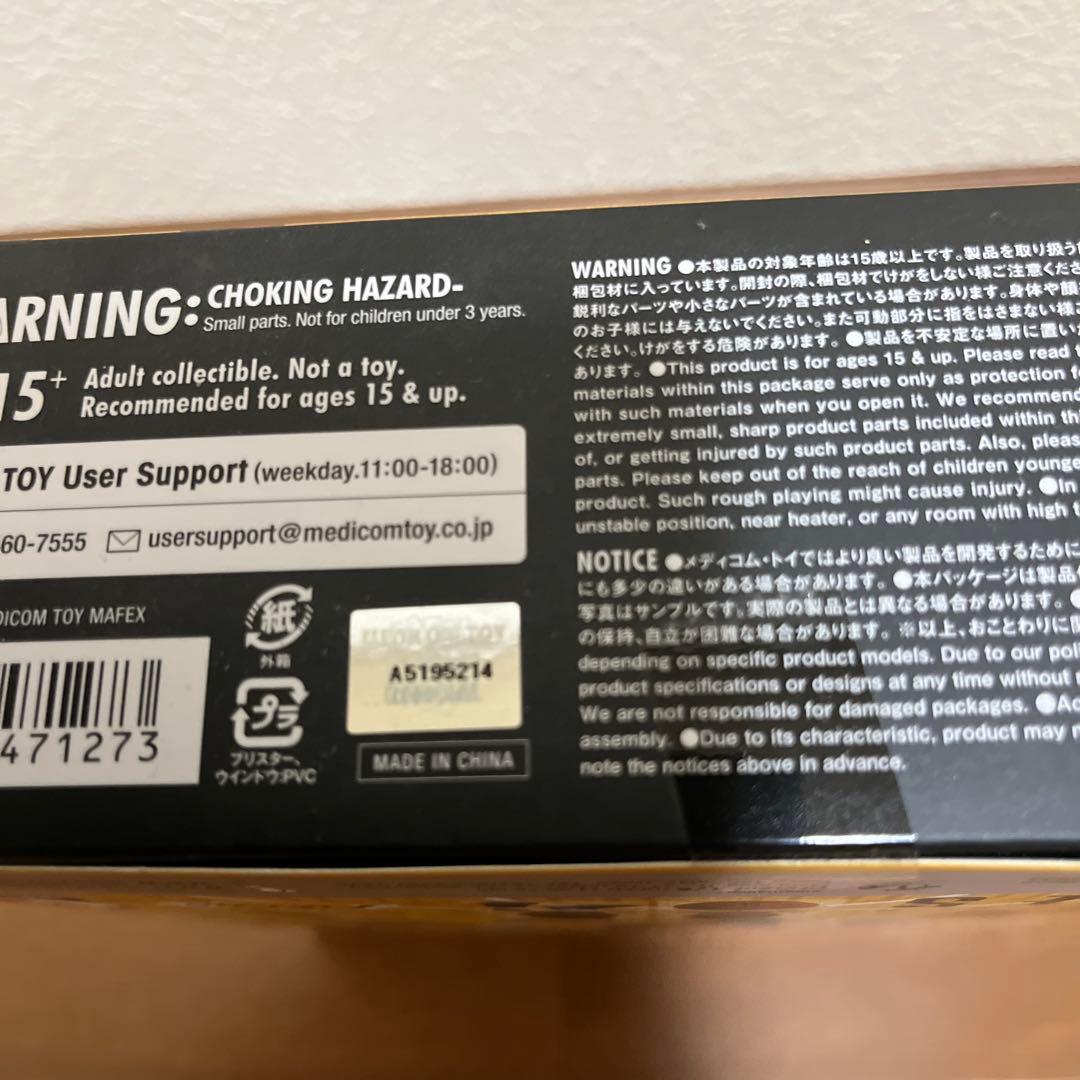 ARNING: CHOKING HAZARD-
Small parts. Not for children under 3 years.
15+ Adult collectible. Not a toy.
Recommended for ages 15 & up.
TOY User Support (weekday.11:00-18:00)
60-7555 usersupport@medicomtoy.co.jp
DICOM TOY MAFEX
471273
紙
外箱
プラ
ブリスター、
ウインドウ:PVC
A5195214
MADE IN CHINA
WARNING ●本製品の対象年齢は15歳以上です。製品を取り扱う
梱包材に入っています。開封の際、梱包材でけがをしない様ご注意くださ
鋭利なパーツや小さなパーツが含まれている場合があります。身体や顔
のお子様には与えないでください。また可動部分に指をはさまない様
ください。けがをする危険があります。 ●製品を不安定な場所に置い
あります。 ●This product is for ages 15 & up. Please read t
materials within this package serve only as protection f
with such materials when you open it. We recommend
extremely small, sharp product parts included within thi
of, or getting injured by such product parts. Also, pleas
parts. Please keep out of the reach of children younge
product. Such rough playing might cause injury. ●In
unstable position, near heater, or any room with high t
NOTICE ●メディコム・トイではより良い製品を開発するために
にも多少の違いがある場合があります。 ●本パッケージは製品
写真はサンプルです。実際の製品とは異なる場合があります。 ●
の保持、自立が困難な場合があります。 ※以上、おことわりに
depending on specific product models. Due to our poli
product specifications or designs at any time without
We are not responsible for damaged packages. ●Ac
assembly. ●Due to its characteristic, product may
note the notices above in advance.